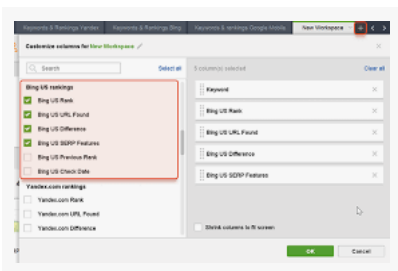 Keywords & Rankings Yandex
Keywords & Rankings Bing
Keywords & rankings Google Mobile
New Workspace
Customize columns for New Workspace
Search
Select all
5 column(s) selected
Clear all
Bing US rankings
Bing US Rank
Bing US URL Found
Bing US Difference
Bing US SERP Features
Bing US Previous Rank
Bing US Check Date
Yandex.com rankings
Yandex.com Rank
Yandex.com URL Found
Yandex.com Difference
Keyword
Bing US Rank
Bing US URL Found
Bing US Difference
Bing US SERP Features
Shrink columns to fit screen
OK
Cancel